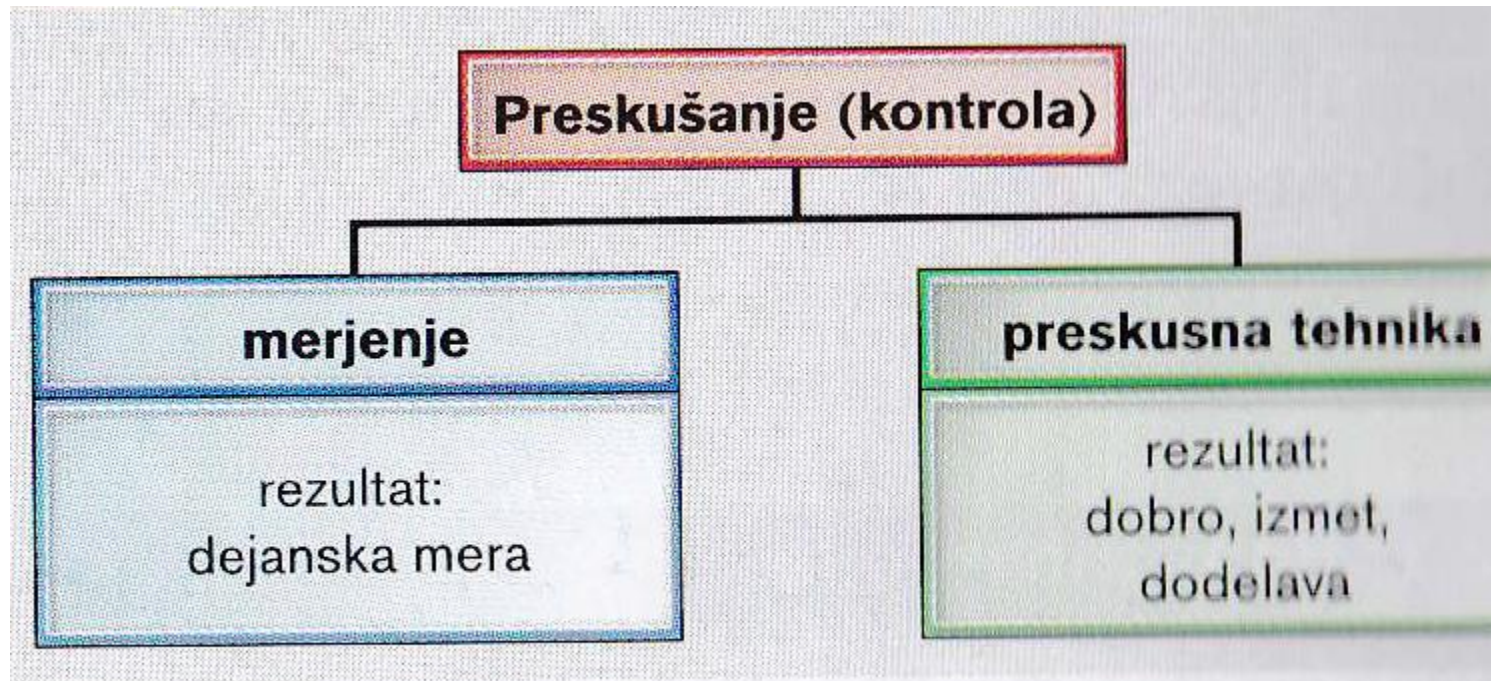 Preskušanje (kontrola)
merjenje
rezultat:
dejanska mera
preskusna tehnika
rezultat:
dobro, izmet,
dodelava